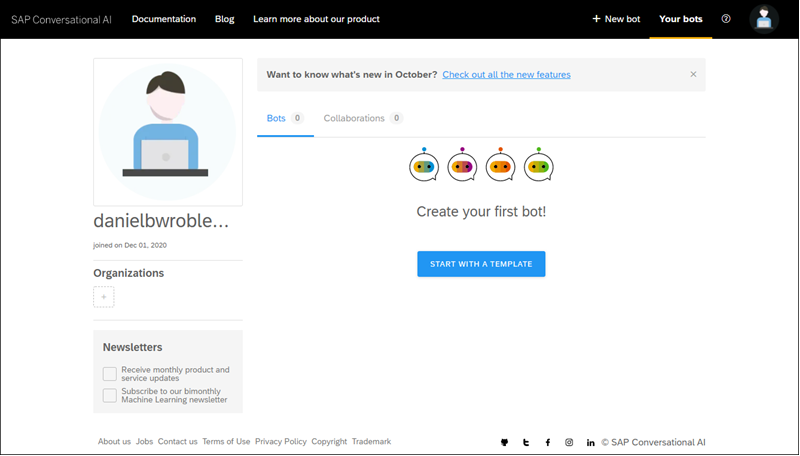 SAP Conversational AI Documentation Blog Learn more about our product + New bot Your bots
Want to know what's new in October? Check out all the new features ×
Bots 0 Collaborations 0
danielbwroble...
joined on Dec 01, 2020
Organizations
+
Create your first bot!
START WITH A TEMPLATE
Newsletters
Receive monthly product and
service updates
Subscribe to our bimonthly
Machine Learning newsletter
About us Jobs Contact us Terms of Use Privacy Policy Copyright Trademark © SAP Conversational AI